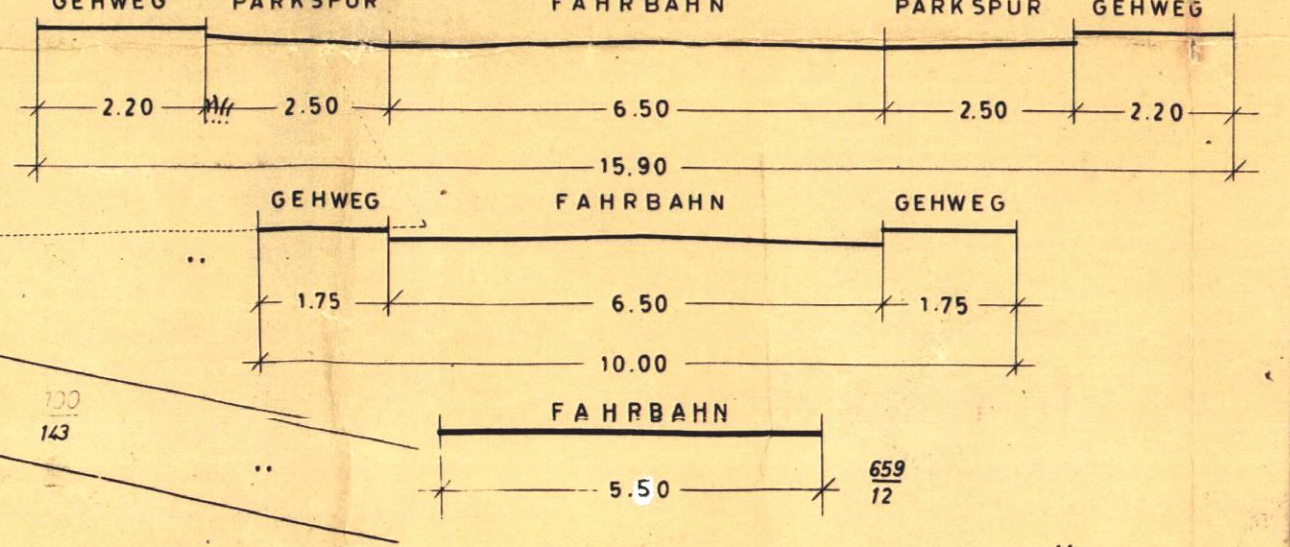 GEHWEG PARKSPUR FAHRBAHN PARKSPUR GEHWEG
2.20 2.50 6.50 2.50 2.20
15.90
GEHWEG FAHRBAHN GEHWEG
1.75 6.50 1.75
10.00
FAHRBAHN
5.50
143
659
12